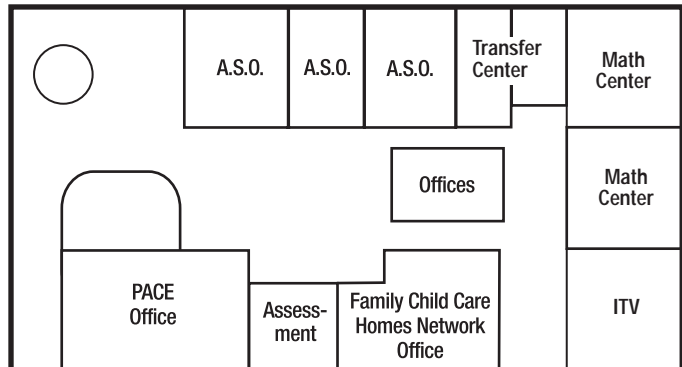 A.S.O.
A.S.O.
A.S.O.
Transfer
Center
Math
Center
Offices
Math
Center
PACE
Office
Assess-
ment
Family Child Care
Homes Network
Office
ITV